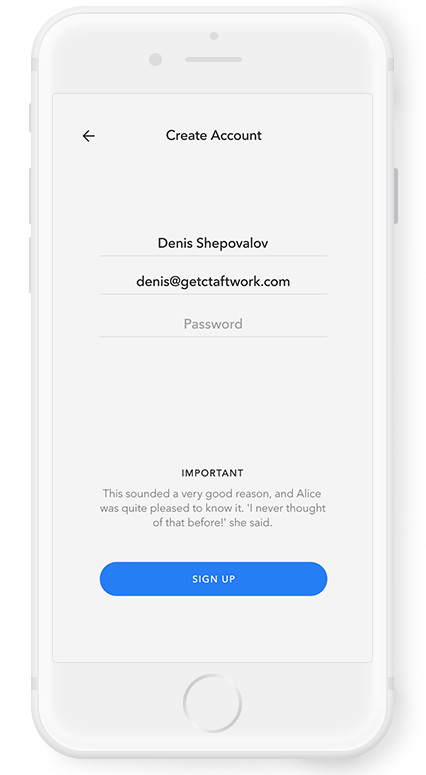 Create Account
Denis Shepovalov
denis@getctaftwork.com
Password
IMPORTANT
This sounded a very good reason, and Alice
was quite pleased to know it. 'I never thought
of that before!' she said.
SIGN UP